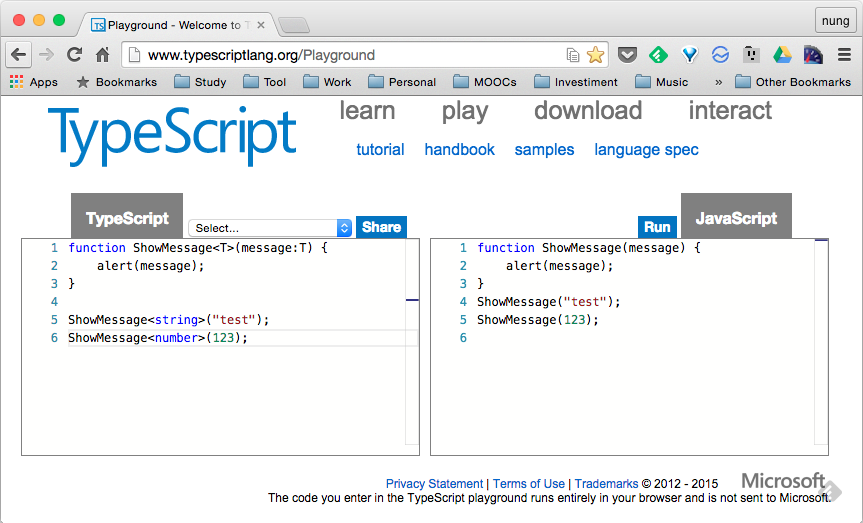 Playground - Welcome to T
nung
www.typescriptlang.org/Playground
Apps Bookmarks Study Tool Work Personal MOOCs Investiment Music » Other Bookmarks
TypeScript
learn play download interact
tutorial handbook samples language spec
TypeScript
Select...
Share
Run
JavaScript
1 function ShowMessage<T>(message:T) {
2 alert(message);
3 }
4
5 ShowMessage<string>("test");
6 ShowMessage<number>(123);
1 function ShowMessage(message) {
2 alert(message);
3 }
4 ShowMessage("test");
5 ShowMessage(123);
6
Privacy Statement | Terms of Use | Trademarks © 2012 - 2015 Microsoft
The code you enter in the TypeScript playground runs entirely in your browser and is not sent to Microsoft.